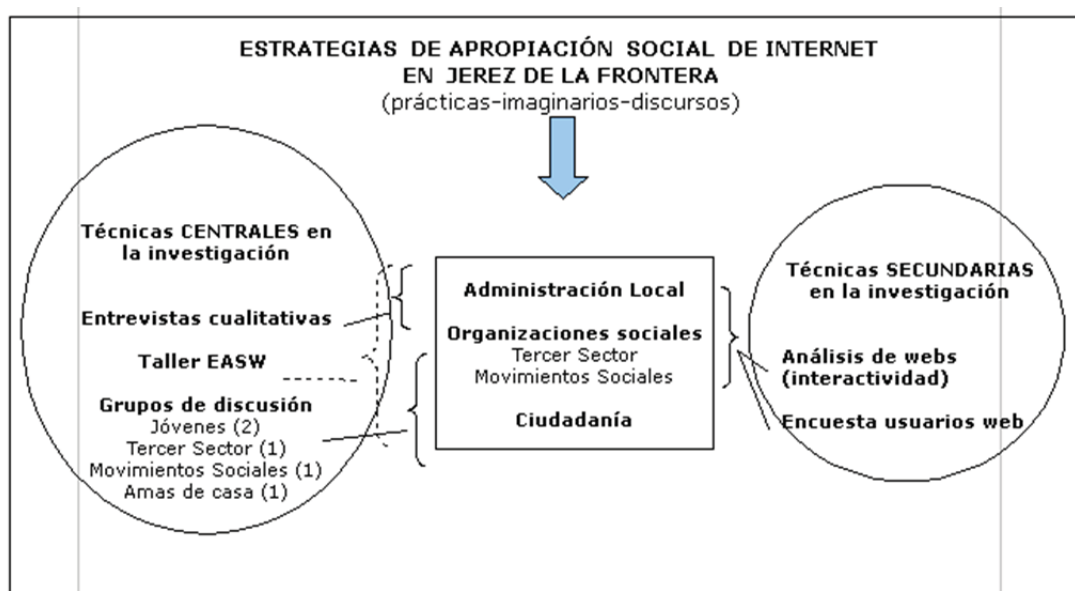 ESTRATEGIAS DE APROPIACIÓN SOCIAL DE INTERNET
EN JEREZ DE LA FRONTERA
(prácticas-imaginarios-discursos)
Técnicas CENTRALES en
la investigación
Entrevistas cualitativas
Taller EASW
Grupos de discusión
Jóvenes (2)
Tercer Sector (1)
Movimientos Sociales (1)
Amas de casa (1)
Administración Local
Organizaciones sociales
Tercer Sector
Movimientos Sociales
Ciudadanía
Técnicas SECUNDARIAS
en la investigación
Análisis de webs
(interactividad)
Encuesta usuarios web